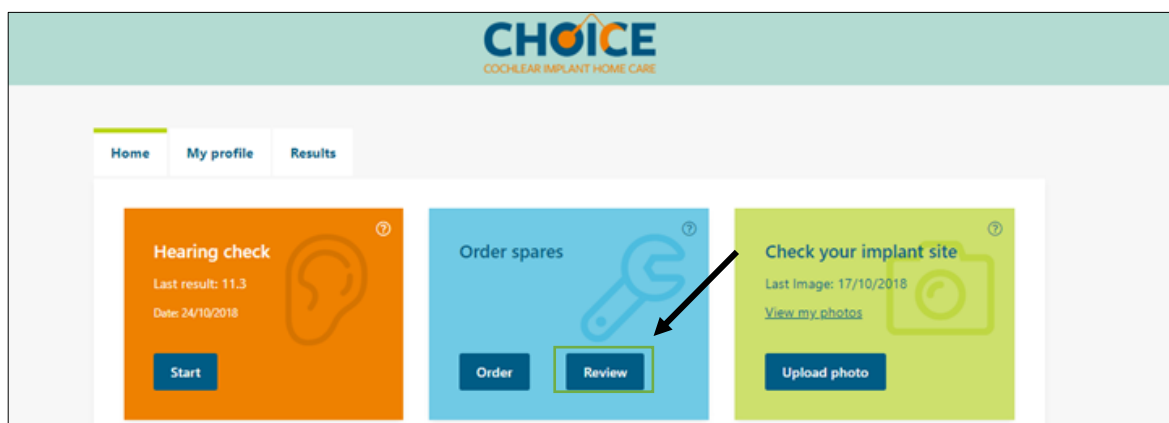 CHOICE
COCHLEAR IMPLANT HOME CARE
Home My profile Results
Hearing check
Last result: 11.3
Date: 24/10/2018
Start
Order spares
Order Review
Check your implant site
Last Image: 17/10/2018
View my photos
Upload photo